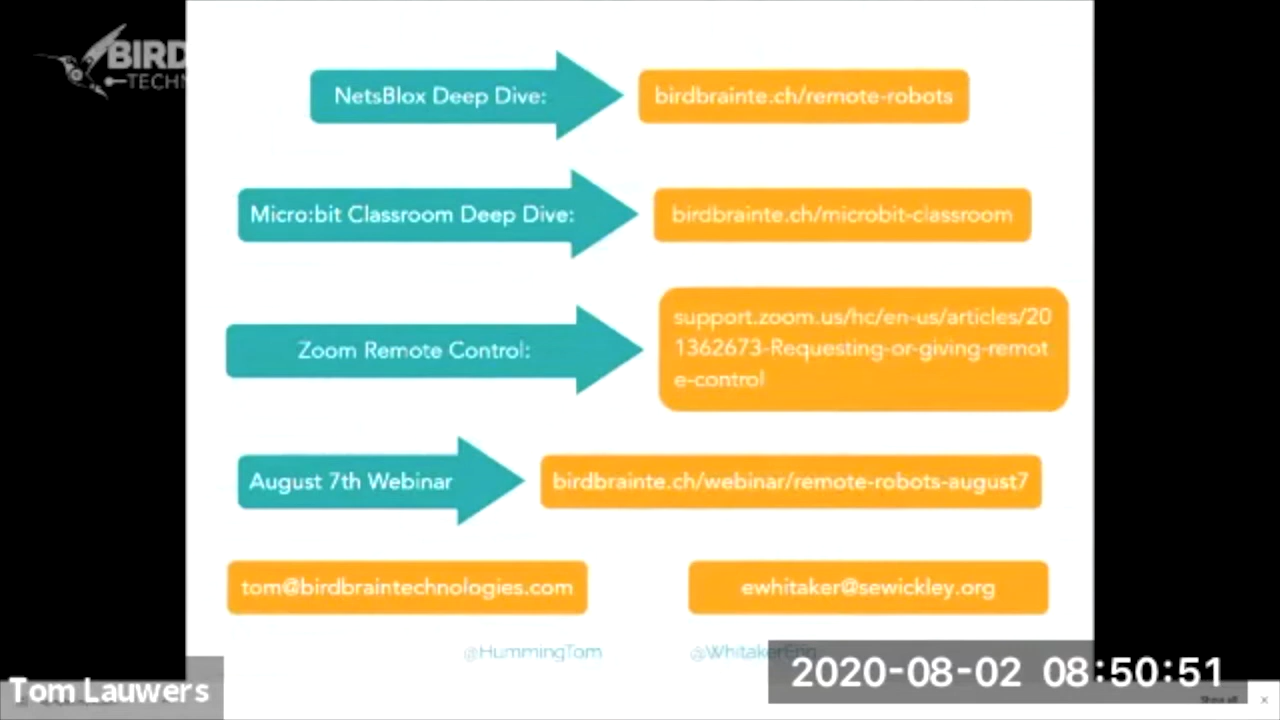 BIRD
TECHN
NetsBlox Deep Dive:
birdbrainte.ch/remote-robots
Micro:bit Classroom Deep Dive:
birdbrainte.ch/microbit-classroom
Zoom Remote Control:
support.zoom.us/hc/en-us/articles/20
1362673-Requesting-or-giving-remot
e-control
August 7th Webinar
birdbrainte.ch/webinar/remote-robots-august7
tom@birdbraintechnologies.com
ewhitaker@sewickley.org
@HummingTom
@WhitakerEng
2020-08-02 08:50:51
Tom Lauwers